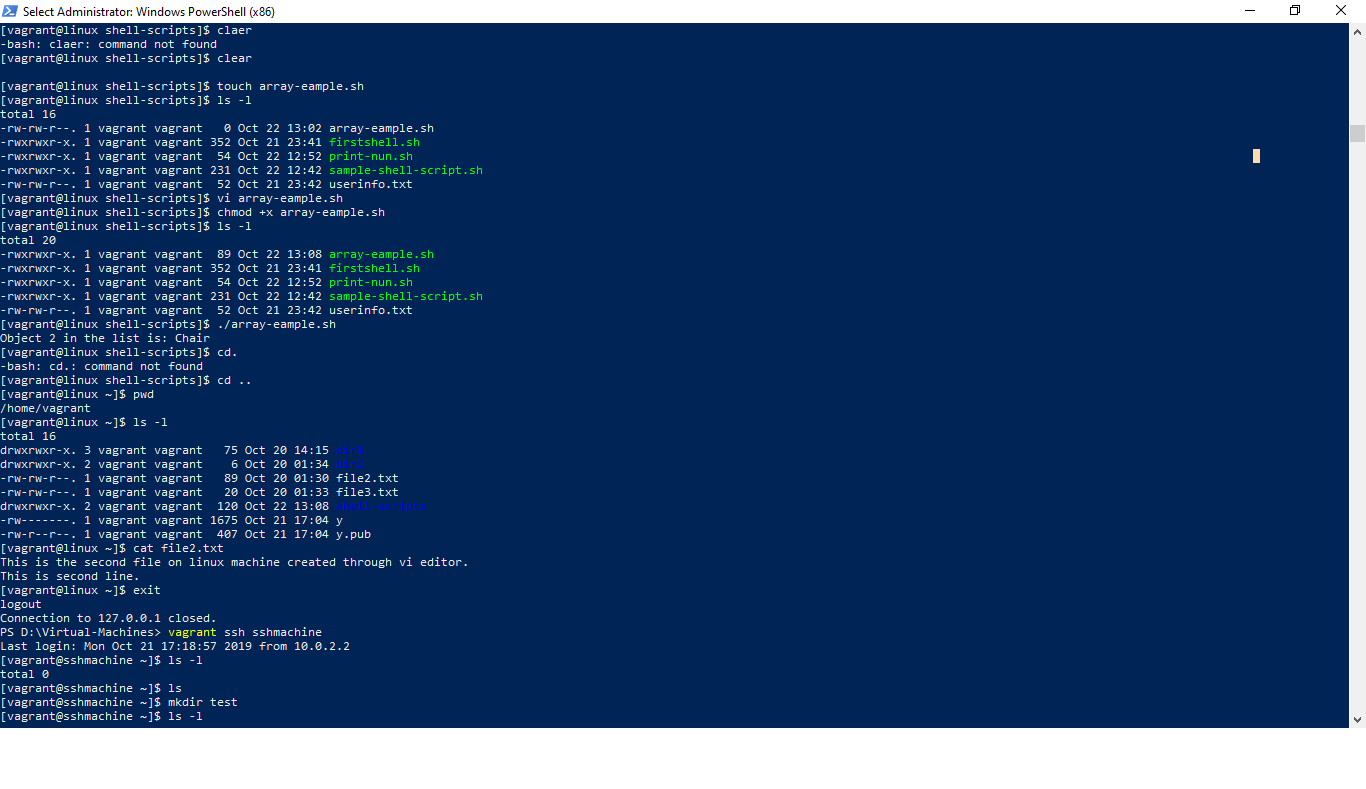 Select Administrator: Windows PowerShell (x86)
[vagrant@linux shell-scripts]$ claer
-bash: claer: command not found
[vagrant@linux shell-scripts]$ clear
[vagrant@linux shell-scripts]$ touch array-eample.sh
[vagrant@linux shell-scripts]$ ls -l
total 16
-rw-rw-r--. 1 vagrant vagrant   0 Oct 22 13:02 array-eample.sh
-rwxrwxr-x. 1 vagrant vagrant 352 Oct 21 23:41 firstshell.sh
-rwxrwxr-x. 1 vagrant vagrant  54 Oct 22 12:52 print-nun.sh
-rwxrwxr-x. 1 vagrant vagrant 231 Oct 22 12:42 sample-shell-script.sh
-rw-rw-r--. 1 vagrant vagrant  52 Oct 21 23:42 userinfo.txt
[vagrant@linux shell-scripts]$ vi array-eample.sh
[vagrant@linux shell-scripts]$ chmod +x array-eample.sh
[vagrant@linux shell-scripts]$ ls -l
total 20
-rwxrwxr-x. 1 vagrant vagrant  89 Oct 22 13:08 array-eample.sh
-rwxrwxr-x. 1 vagrant vagrant 352 Oct 21 23:41 firstshell.sh
-rwxrwxr-x. 1 vagrant vagrant  54 Oct 22 12:52 print-nun.sh
-rwxrwxr-x. 1 vagrant vagrant 231 Oct 22 12:42 sample-shell-script.sh
-rw-rw-r--. 1 vagrant vagrant  52 Oct 21 23:42 userinfo.txt
[vagrant@linux shell-scripts]$ ./array-eample.sh
Object 2 in the list is: Chair
[vagrant@linux shell-scripts]$ cd.
-bash: cd.: command not found
[vagrant@linux shell-scripts]$ cd ..
[vagrant@linux ~]$ pwd
/home/vagrant
[vagrant@linux ~]$ ls -l
total 16
drwxrwxr-x. 3 vagrant vagrant   75 Oct 20 14:15 dir1
drwxrwxr-x. 2 vagrant vagrant    6 Oct 20 01:34 dir2
-rw-rw-r--. 1 vagrant vagrant   89 Oct 20 01:30 file2.txt
-rw-rw-r--. 1 vagrant vagrant   20 Oct 20 01:33 file3.txt
drwxrwxr-x. 2 vagrant vagrant  120 Oct 22 13:08 shell-scripts
-rw-------. 1 vagrant vagrant 1675 Oct 21 17:04 y
-rw-r--r--. 1 vagrant vagrant  407 Oct 21 17:04 y.pub
[vagrant@linux ~]$ cat file2.txt
This is the second file on linux machine created through vi editor.
This is second line.
[vagrant@linux ~]$ exit
logout
Connection to 127.0.0.1 closed.
PS D:\Virtual-Machines> vagrant ssh sshmachine
Last login: Mon Oct 21 17:18:57 2019 from 10.0.2.2
[vagrant@sshmachine ~]$ ls -l
total 0
[vagrant@sshmachine ~]$ ls
[vagrant@sshmachine ~]$ mkdir test
[vagrant@sshmachine ~]$ ls -l